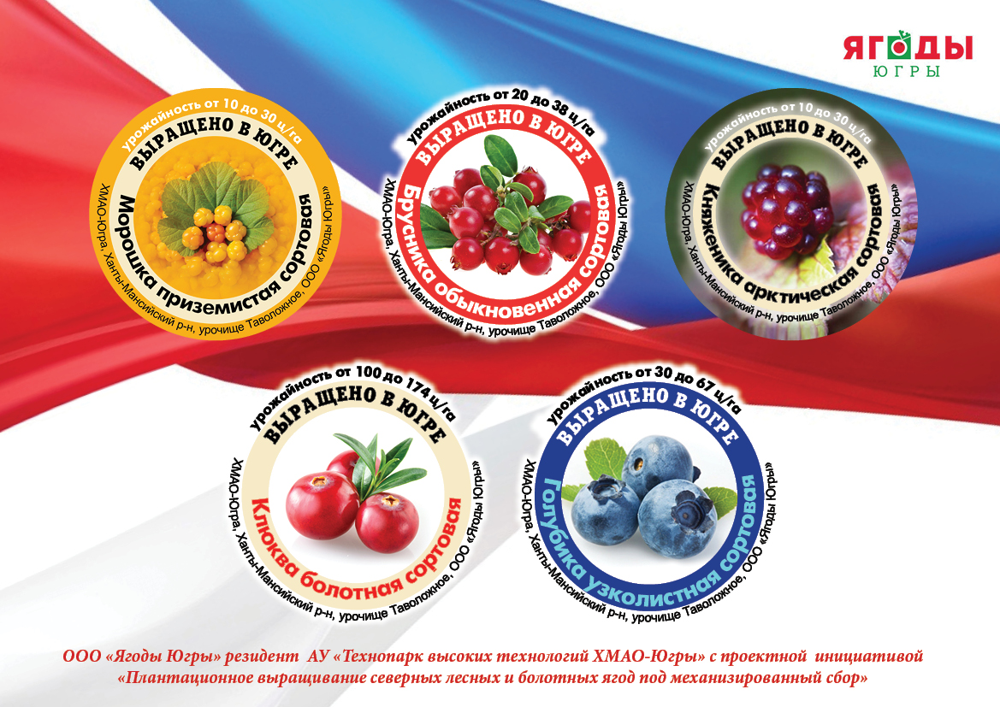 ЯГОДЫ
ЮГРЫ
урожайность от 10 до 30 ц/га
ВЫРАЩЕНО В ЮГРЕ
Морошка приземистая сортовая
ХМАО-Югра, Ханты-Мансийский р-н, урочище Таволожное, ООО «Ягоды Югры»
урожайность от 20 до 38 ц/га
ВЫРАЩЕНО В ЮГРЕ
Брусника обыкновенная сортовая
ХМАО-Югра, Ханты-Мансийский р-н, урочище Таволожное, ООО «Ягоды Югры»
урожайность от 10 до 30 ц/га
ВЫРАЩЕНО В ЮГРЕ
Княженика арктическая сортовая
ХМАО-Югра, Ханты-Мансийский р-н, урочище Таволожное, ООО «Ягоды Югры»
урожайность от 100 до 174 ц/га
ВЫРАЩЕНО В ЮГРЕ
Клюква болотная сортовая
ХМАО-Югра, Ханты-Мансийский р-н, урочище Таволожное, ООО «Ягоды Югры»
урожайность от 30 до 67 ц/га
ВЫРАЩЕНО В ЮГРЕ
Голубика узколистная сортовая
ХМАО-Югра, Ханты-Мансийский р-н, урочище Таволожное, ООО «Ягоды Югры»
ООО «Ягоды Югры» резидент АУ «Технопарк высоких технологий ХМАО-Югры» с проектной инициативой
«Плантационное выращивание северных лесных и болотных ягод под механизированный сбор»